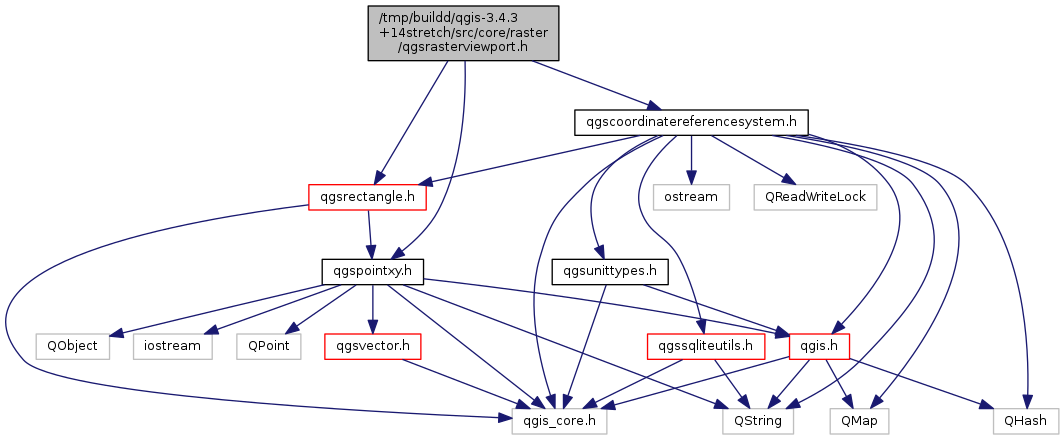 /tmp/buildd/qgis-3.4.3
+14stretch/src/core/raster
/qgsrasterviewport.h
qgscoordinatereferencesystem.h
qgsrectangle.h
ostream
QReadWriteLock
qgspointxy.h
qgsunittypes.h
QObject
iostream
QPoint
qgsvector.h
qgssqliteutils.h
qgis.h
qgis_core.h
QString
QMap
QHash